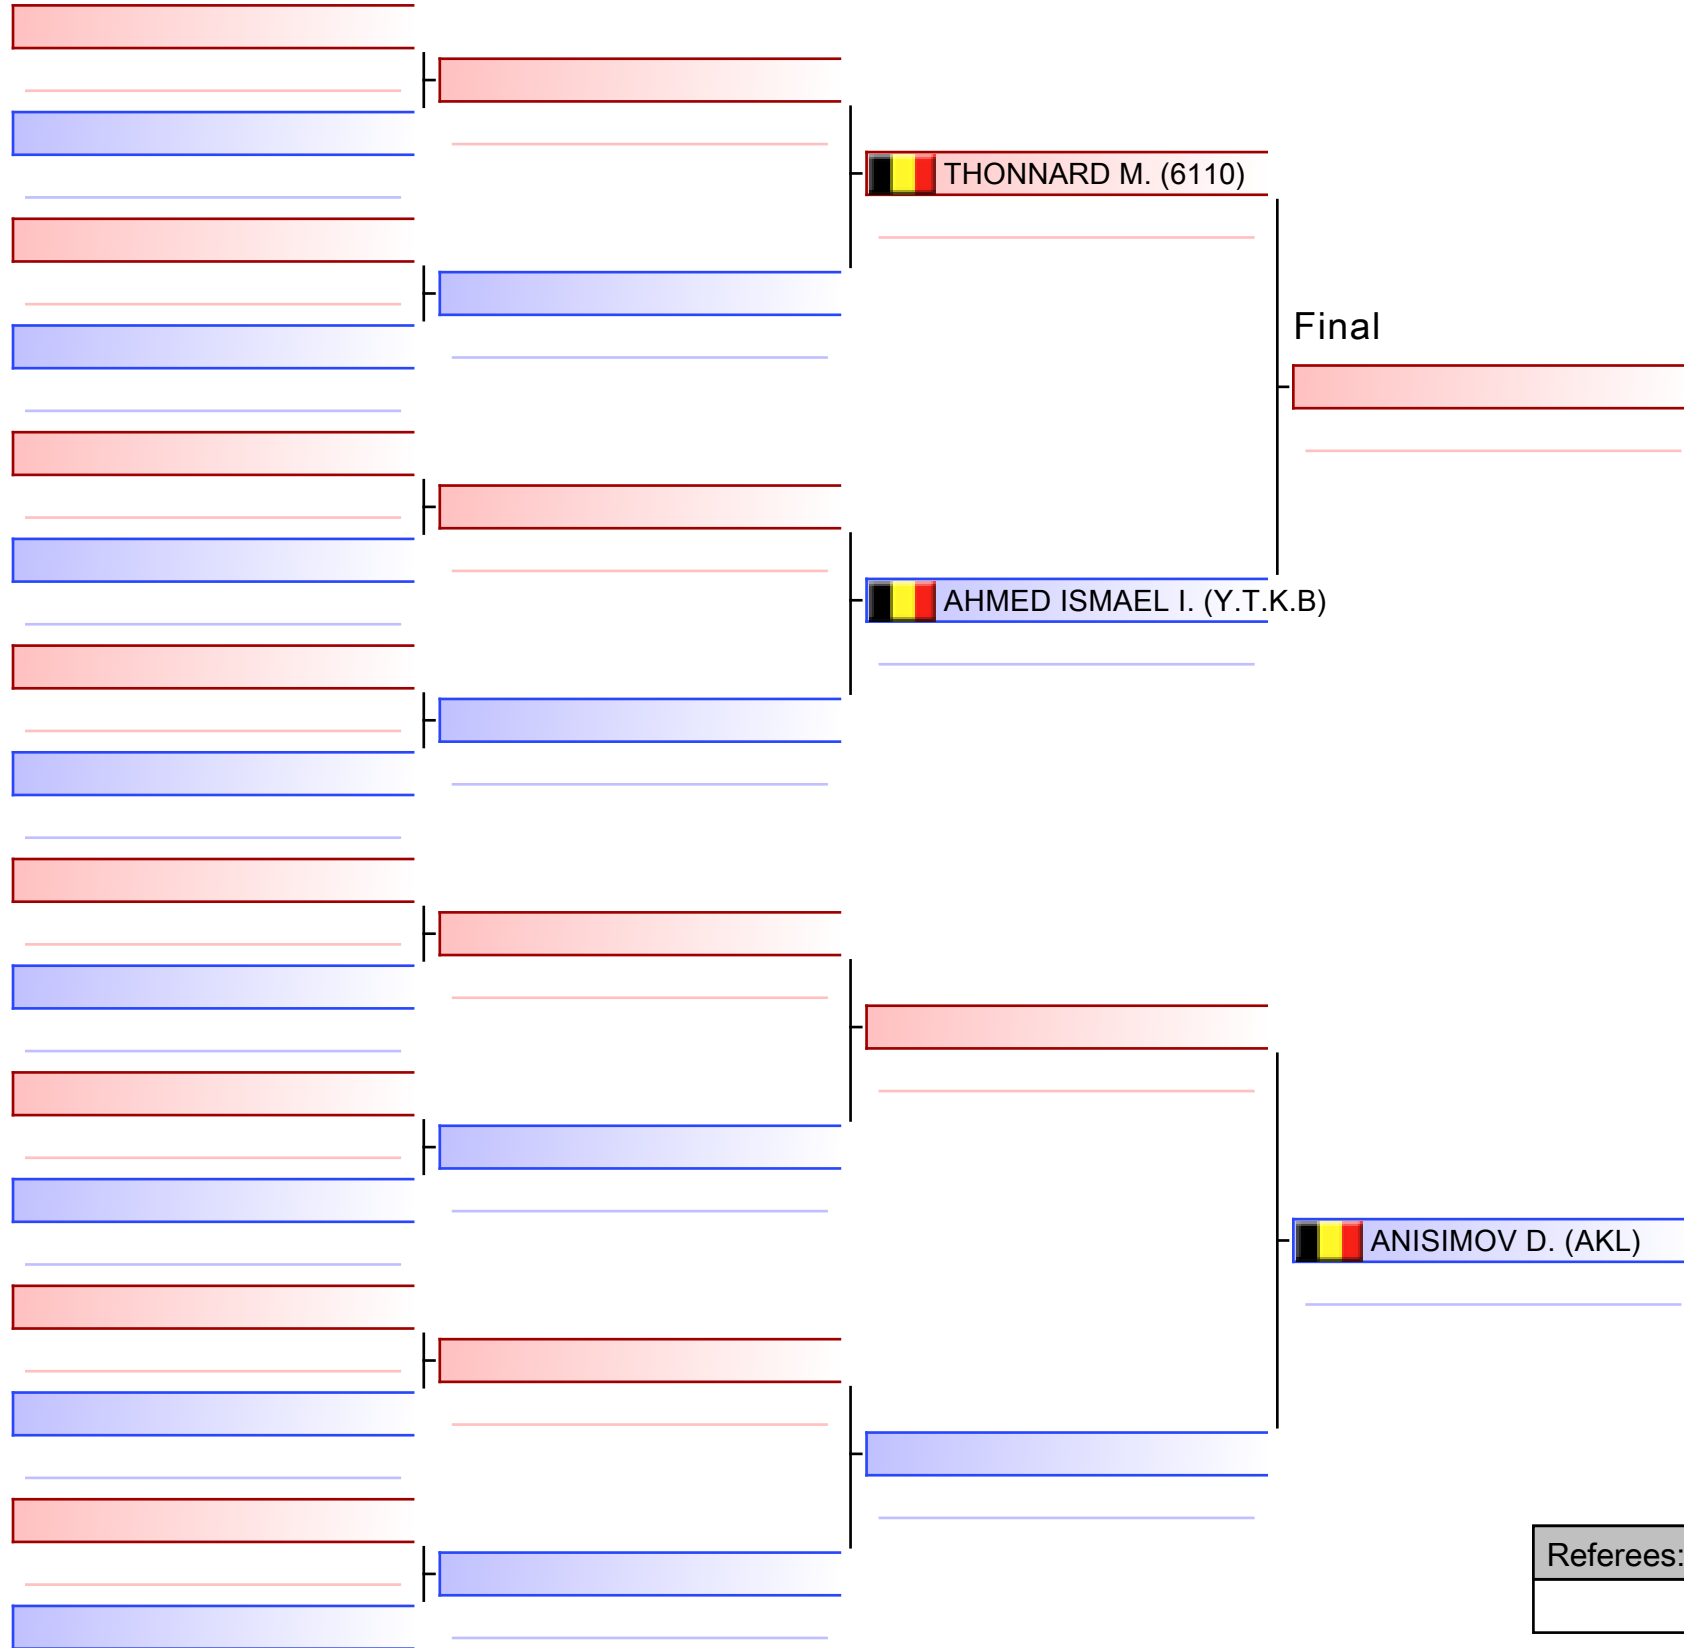 THONNARD M. (6110)
Final
AHMED ISMAEL I. (Y.T.K.B)
ANISIMOV D. (AKL)
Referees: